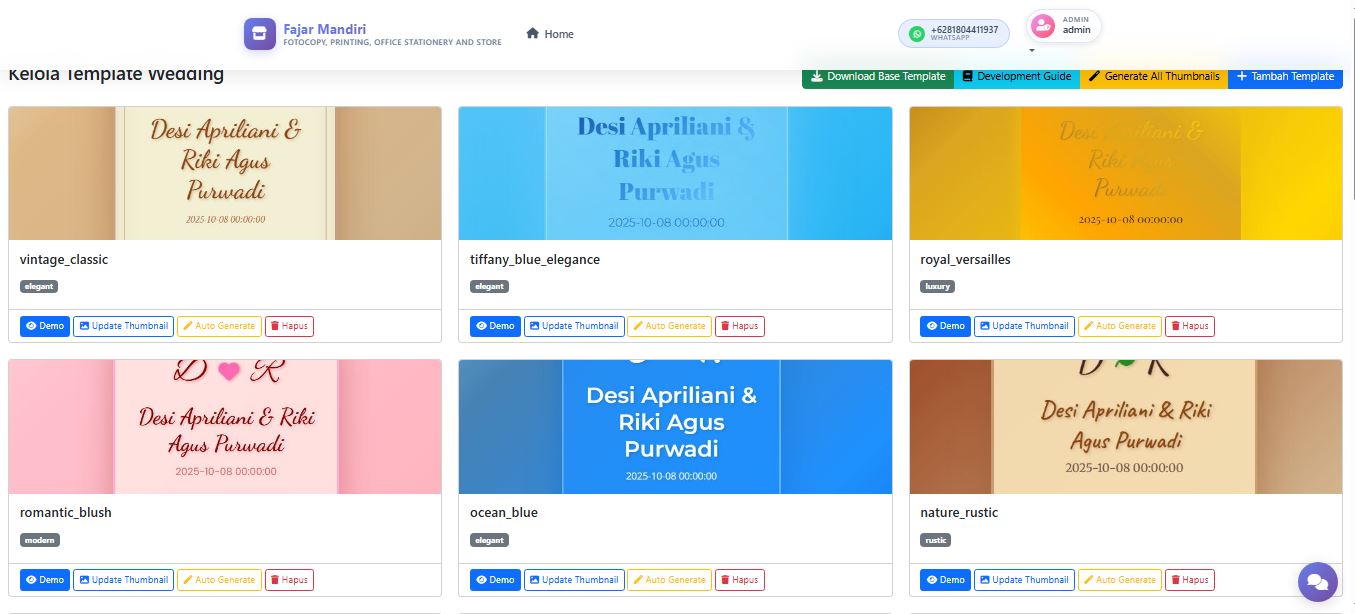 Fajar Mandiri
FOTOCOPY, PRINTING, OFFICE STATIONERY AND STORE
Home
+6281804411937
WHATSAPP
ADMIN
admin
Kelola Template Wedding
Download Base Template
Development Guide
Generate All Thumbnails
Tambah Template
Desi Apriliani &
Riki Agus
Purwadi
2025-10-08 00:00:00
vintage_classic
elegant
Demo Update Thumbnail Auto Generate Hapus
Desi Apriliani &
Riki Agus
Purwadi
2025-10-08 00:00:00
tiffany_blue_elegance
elegant
Demo Update Thumbnail Auto Generate Hapus
Desi Apriliani &
Riki Agus
Purwadi
2025-10-08 00:00:00
royal_versailles
luxury
Demo Update Thumbnail Auto Generate Hapus
D R
Desi Apriliani & Riki
Agus Purwadi
2025-10-08 00:00:00
romantic_blush
modern
Demo Update Thumbnail Auto Generate Hapus
Desi Apriliani &
Riki Agus
Purwadi
2025-10-08 00:00:00
ocean_blue
elegant
Demo Update Thumbnail Auto Generate Hapus
D R
Desi Apriliani & Riki
Agus Purwadi
2025-10-08 00:00:00
nature_rustic
rustic
Demo Update Thumbnail Auto Generate Hapus